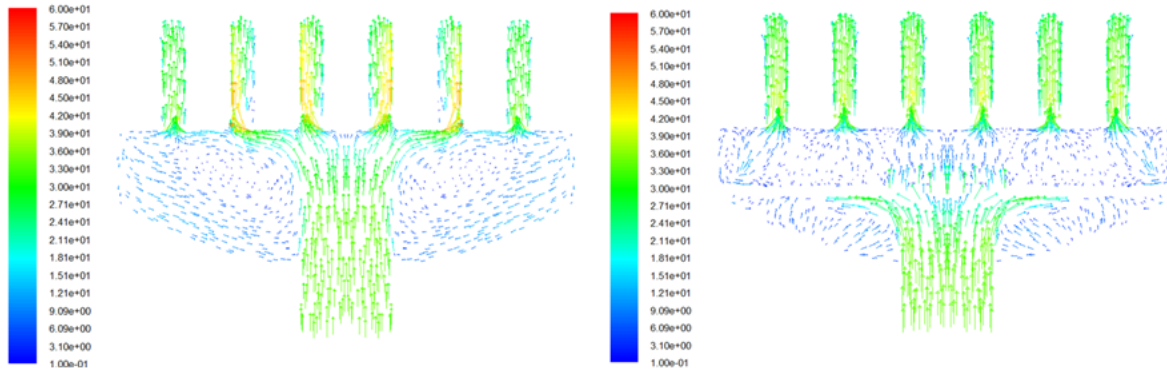 6.00e+01
5.70e+01
5.40e+01
5.10e+01
4.80e+01
4.50e+01
4.20e+01
3.90e+01
3.60e+01
3.30e+01
3.00e+01
2.71e+01
2.41e+01
2.11e+01
1.81e+01
1.51e+01
1.21e+01
9.09e+00
6.09e+00
3.10e+00
1.00e-01
6.00e+01
5.70e+01
5.40e+01
5.10e+01
4.80e+01
4.50e+01
4.20e+01
3.90e+01
3.60e+01
3.30e+01
3.00e+01
2.71e+01
2.41e+01
2.11e+01
1.81e+01
1.51e+01
1.21e+01
9.09e+00
6.09e+00
3.10e+00
1.00e-01